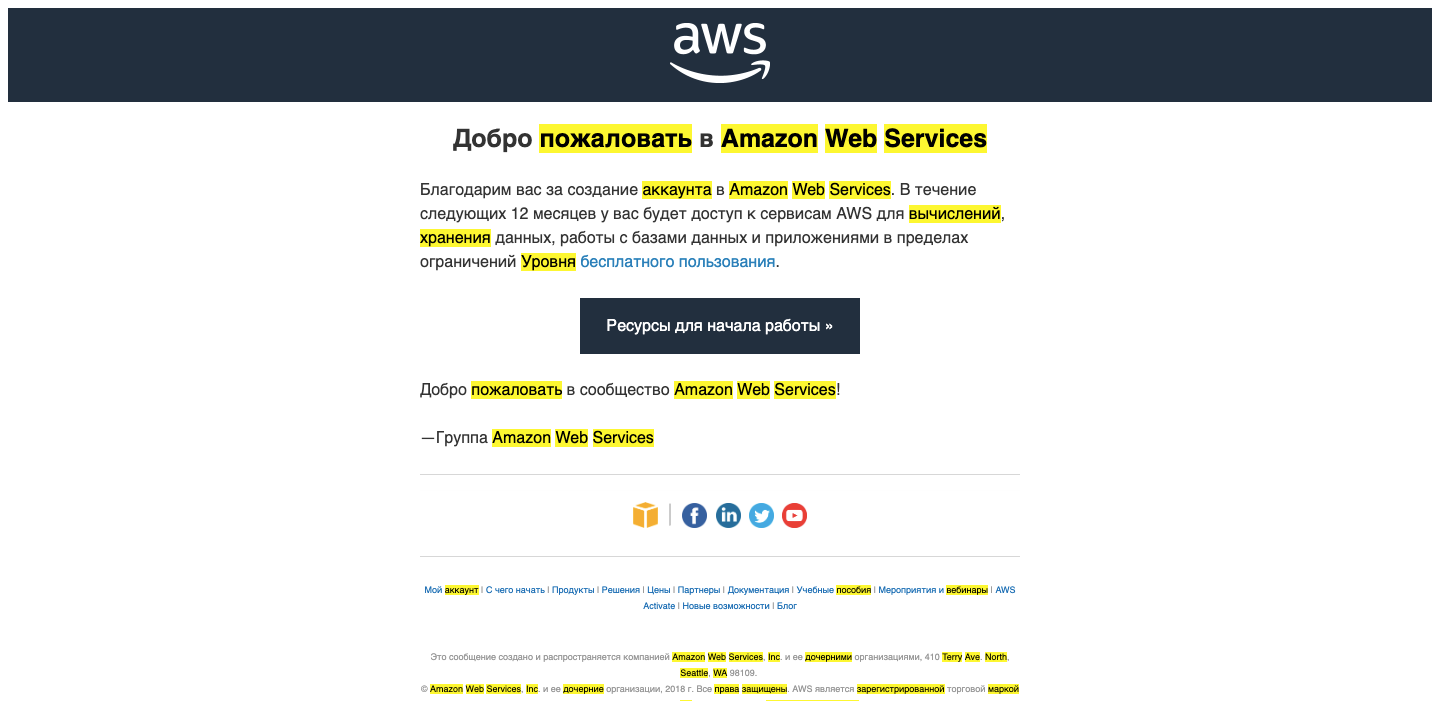 aws
Добро пожаловать в Amazon Web Services
Благодарим вас за создание аккаунта в Amazon Web Services. В течение
следующих 12 месяцев у вас будет доступ к сервисам AWS для вычислений,
хранения данных, работы с базами данных и приложениями в пределах
ограничений Уровня бесплатного пользования.
Ресурсы для начала работы »
Добро пожаловать в сообщество Amazon Web Services!
—Группа Amazon Web Services
Мой аккаунт | С чего начать | Продукты | Решения | Цены | Партнеры | Документация | Учебные пособия | Мероприятия и вебинары | AWS
Activate | Новые возможности | Блог
Это сообщение создано и распространяется компанией Amazon Web Services, Inc. и ее дочерними организациями, 410 Terry Ave. North,
Seattle, WA 98109.
© Amazon Web Services, Inc. и ее дочерние организации, 2018 г. Все права защищены. AWS является зарегистрированной торговой маркой